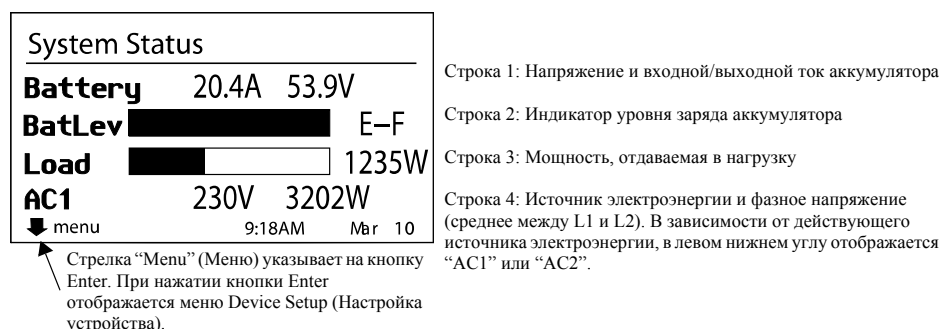 System Status
Battery 20.4A 53.9V
BatLev E–F
Load 1235W
AC1 230V 3202W
menu 9:18AM Mar 10
Стрелка “Menu” (Меню) указывает на кнопку
Enter. При нажатии кнопки Enter
отображается меню Device Setup (Настройка
устройства).
Строка 1: Напряжение и входной/выходной ток аккумулятора
Строка 2: Индикатор уровня заряда аккумулятора
Строка 3: Мощность, отдаваемая в нагрузку
Строка 4: Источник электроэнергии и фазное напряжение
(среднее между L1 и L2). В зависимости от действующего
источника электроэнергии, в левом нижнем углу отображается
“AC1” или “AC2”.